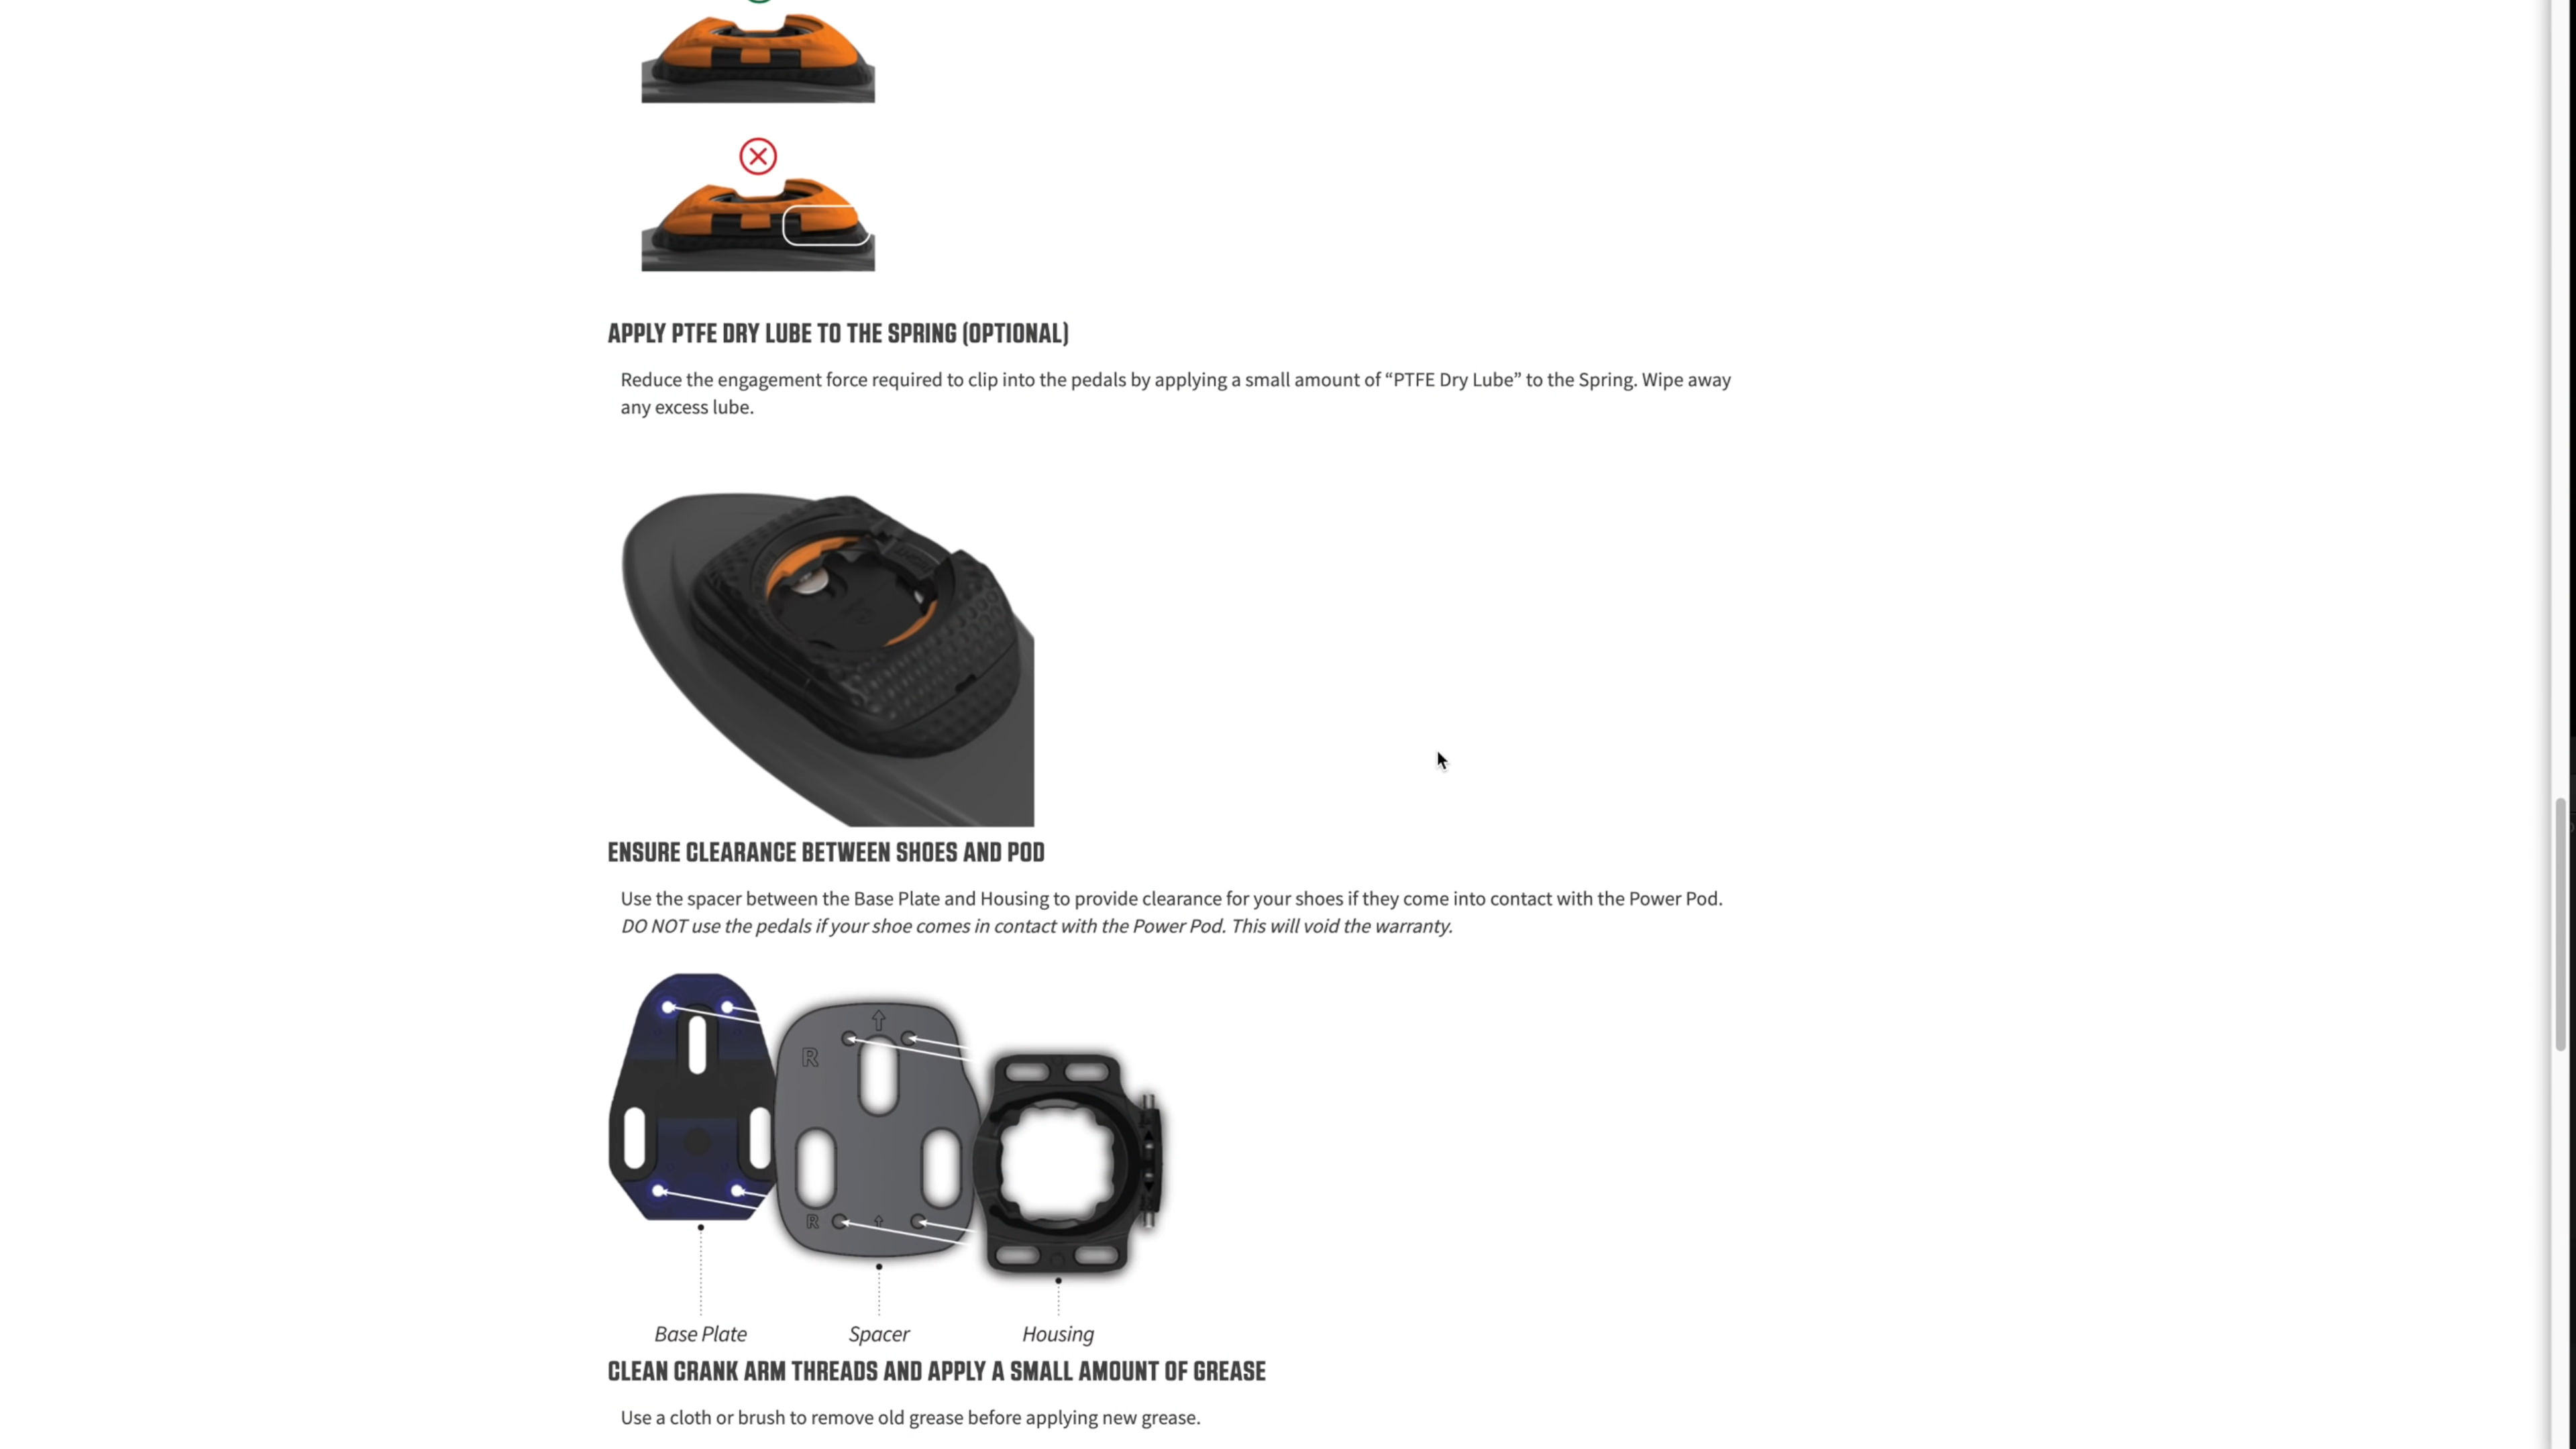 APPLY PTFE DRY LUBE TO THE SPRING (OPTIONAL)
Reduce the engagement force required to clip into the pedals by applying a small amount of “PTFE Dry Lube” to the Spring. Wipe away
any excess lube.
ENSURE CLEARANCE BETWEEN SHOES AND POD
Use the spacer between the Base Plate and Housing to provide clearance for your shoes if they come into contact with the Power Pod.
DO NOT use the pedals if your shoe comes in contact with the Power Pod. This will void the warranty.
R
R
Base Plate
Spacer
Housing
CLEAN CRANK ARM THREADS AND APPLY A SMALL AMOUNT OF GREASE
Use a cloth or brush to remove old grease before applying new grease.